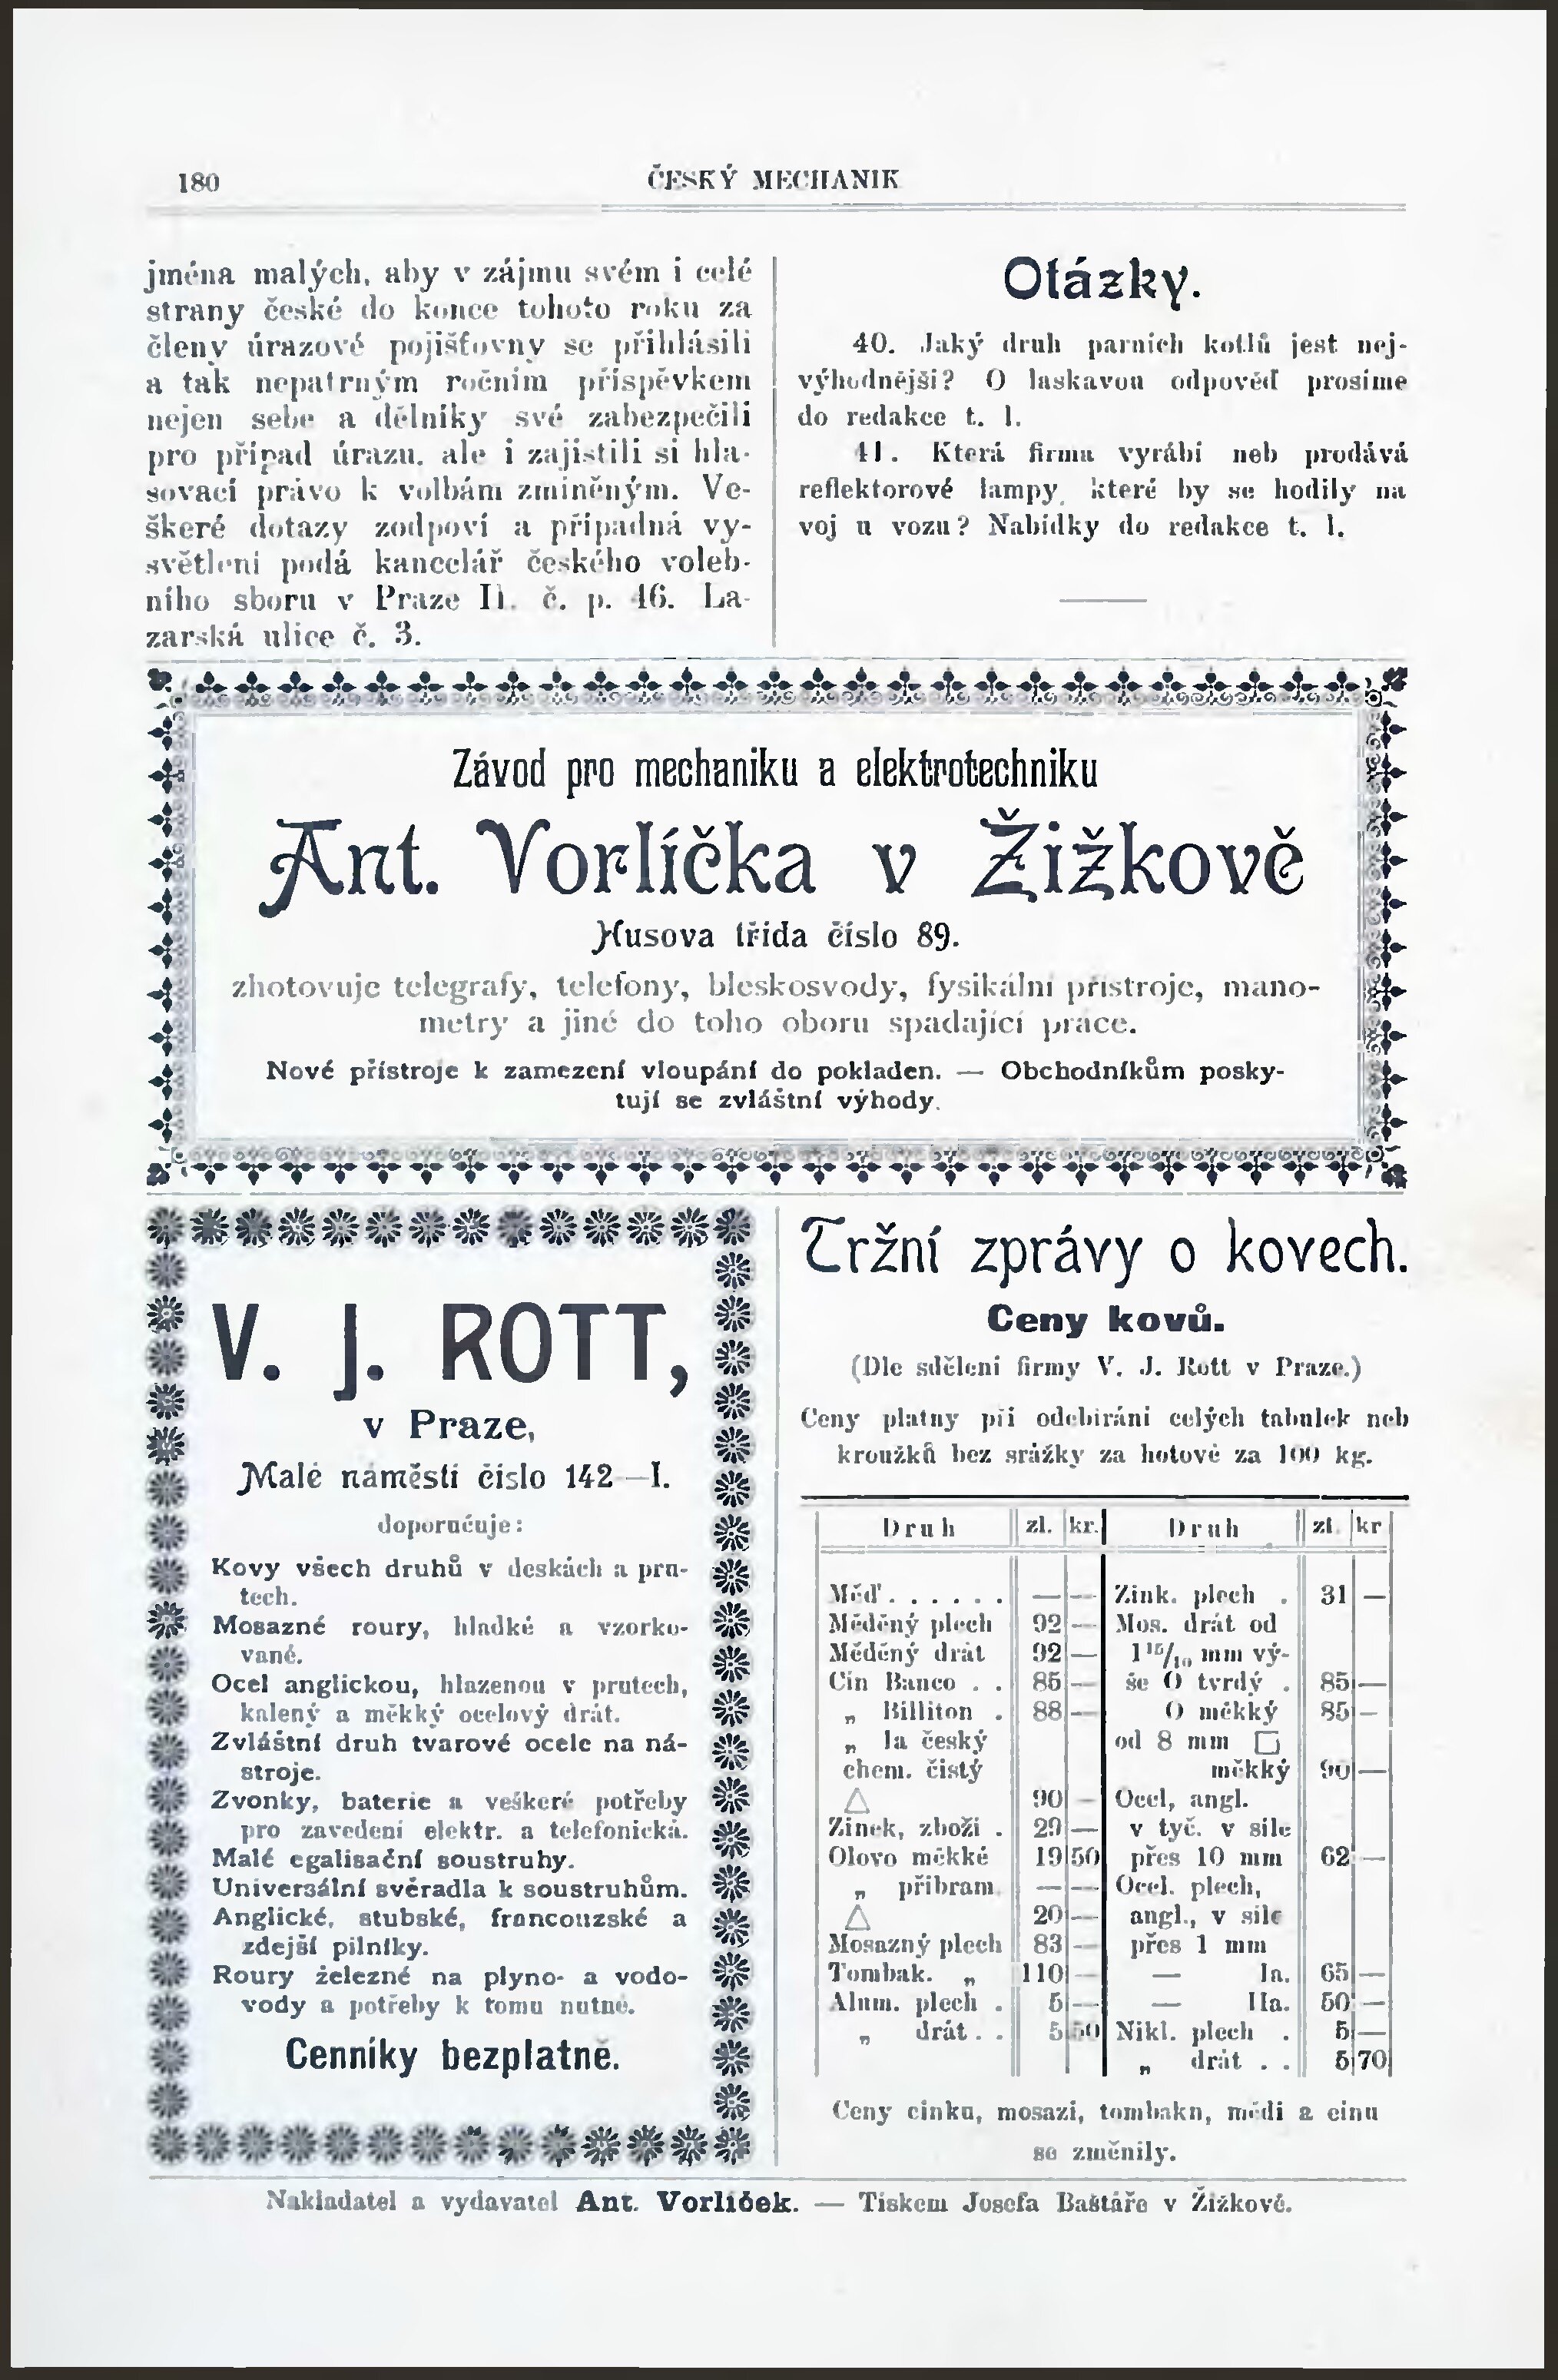 180
ČESKÝ MECHANIK
jména malých, aby v zájmu svém i celé
strany české do konce tohoto roku za
členy úrazové pojišťovny se přihlásili
a tak nepatrným ročním příspěvkem
nejen sebe a dělníky své zabezpečili
pro případ úrazu, ale i zajistili si hla-
sovací právo k volbám zmíněným. Ve-
škeré dotazy zodpoví a případná vy-
světlení podá kancelář českého voleb-
ního sboru v Praze II. č. p. 46. La-
zarská ulice č. 3.
Otázky.
40. Jaký druh parních kotlů jest nej-
výhodnější? O laskavou odpověď prosíme
do redakce t. l.
41. Která firma vyrábí neb prodává
reflektorové lampy, které by se hodily na
voj u vozu? Nabídky do redakce t. l.
Závod pro mechaniku a elektrotechniku
Ant. Vorlíčka v Žižkově
Husova třída číslo 89.
zhotovuje telegrafy, telefony, bleskosvody, fysikální přístroje, mano-
metry a jiné do toho oboru spadající práce.
Nové přístroje k zamezení vloupání do pokladen. — Obchodníkům posky-
tují se zvláštní výhody.
V. J. ROTT,
v Praze,
Malé náměstí číslo 142—I.
doporučuje:
Kovy všech druhů v deskách a pru-
tech.
Mosazné roury, hladké a vzorko-
vané.
Ocel anglickou, hlazenou v prutech,
kalený a měkký ocelový drát.
Zvláštní druh tvarové ocele na ná-
stroje.
Zvonky, baterie a veškeré potřeby
pro zavedení elektr. a telefonická.
Malé egalisační soustruhy.
Universální svěradla k soustruhům.
Anglické, stubské, francouzské a
zdejší pilníky.
Roury železné na plyno- a vodo-
vody a potřeby k tomu nutné.
Cenníky bezplatně.
Tržní zprávy o kovech.
Ceny kovů.
(Dle sdělení firmy V. J. Rott v Praze.)
Ceny platny při odebírání celých tabulek neb
kroužků bez srážky za hotové za 100 kg.
Druh zl. kr.
Měď . . . . . . — —
Měděný plech 92 —
Měděný drát 92 —
Cín Banco . . 85 —
„ Billiton . 88 —
„ Ia český
chem. čistý
△ 90 —
Zinek, zboží . 29 —
Olovo měkké 19 50
„ příbram. — —
△ 20 —
Mosazný plech 83 —
Tombak. „ 110 —
Alum. plech . 5 —
„ drát . . 5 50
Druh zl. kr
Zink. plech . 31 —
Mos. drát od
1¹⁵/₁₀ mm vý-
še O tvrdý . 85 —
O měkký 85 —
od 8 mm □
měkký 90 —
Ocel, angl.
v tyč. v síle
přes 10 mm 62 —
Ocel. plech,
angl., v síle
přes 1 mm
— Ia. 65 —
— IIa. 50 —
Nikl. plech . 5 —
„ drát . . 5 70
Ceny cinku, mosazi, tombaku, mědi a cínu
se změnily.
Nakladatel a vydavatel Ant. Vorlíček. — Tiskem Josefa Baštáře v Žižkově.